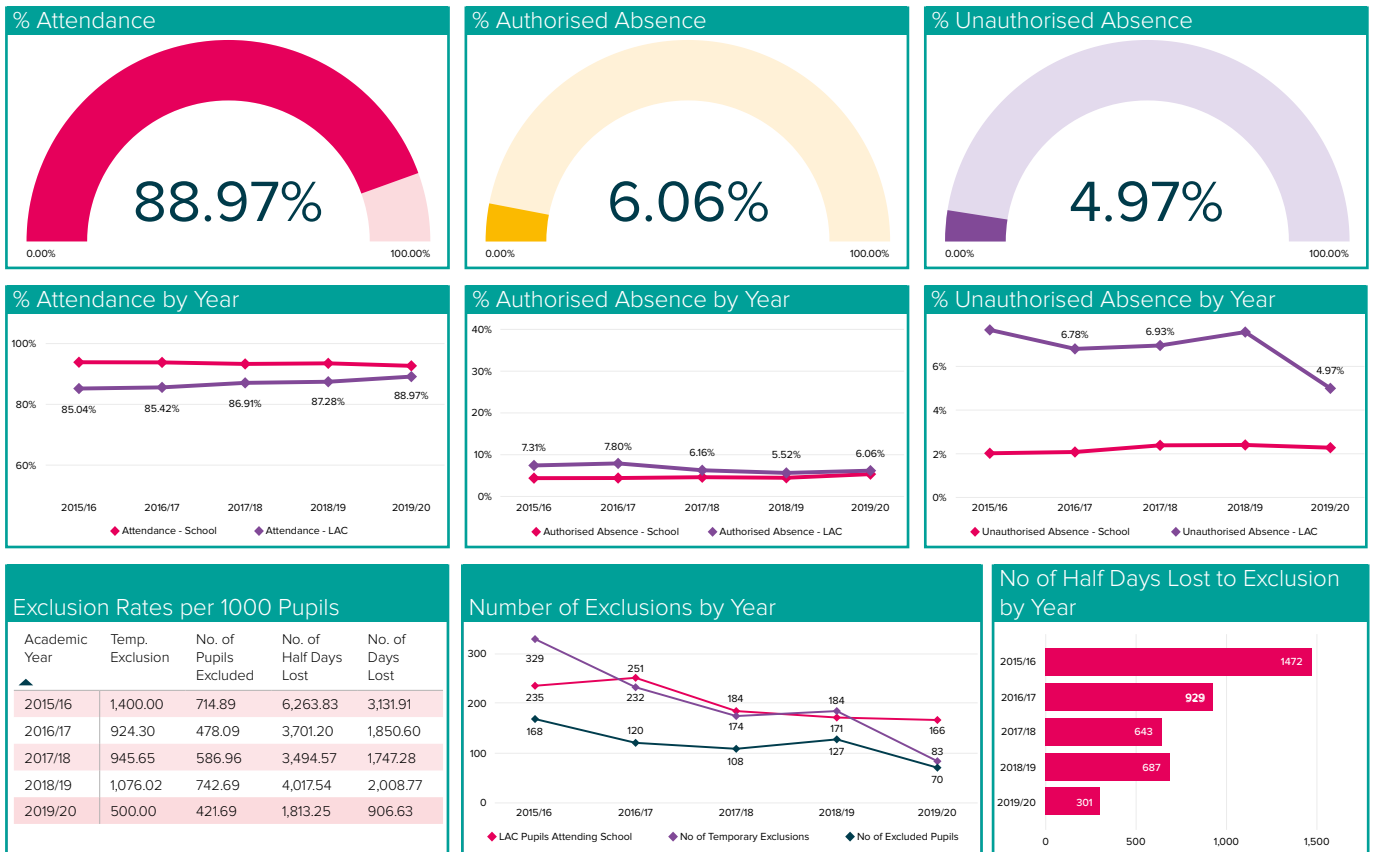 % Attendance
88.97%
0.00%
100.00%
% Authorised Absence
6.06%
0.00%
100.00%
% Unauthorised Absence
4.97%
0.00%
100.00%
% Attendance by Year
100%
80%
60%
85.04%
85.42%
86.91%
87.28%
88.97%
2015/16 2016/17 2017/18 2018/19 2019/20
Attendance - School Attendance - LAC
% Authorised Absence by Year
40%
30%
20%
10%
0%
7.31%
7.80%
6.16%
5.52%
6.06%
2015/16 2016/17 2017/18 2018/19 2019/20
Authorised Absence - School Authorised Absence - LAC
% Unauthorised Absence by Year
6%
4%
2%
0%
6.78%
6.93%
4.97%
2015/16 2016/17 2017/18 2018/19 2019/20
Unauthorised Absence - School Unauthorised Absence - LAC
Exclusion Rates per 1000 Pupils
Academic Temp. No. of No. of No. of
Year Exclusion Pupils Half Days Days
Excluded Lost Lost
2015/16 1,400.00 714.89 6,263.83 3,131.91
2016/17 924.30 478.09 3,701.20 1,850.60
2017/18 945.65 586.96 3,494.57 1,747.28
2018/19 1,076.02 742.69 4,017.54 2,008.77
2019/20 500.00 421.69 1,813.25 906.63
Number of Exclusions by Year
300
200
100
0
329
235
168
251
232
120
184
174
108
184
171
127
166
83
70
2015/16 2016/17 2017/18 2018/19 2019/20
LAC Pupils Attending School No of Temporary Exclusions No of Excluded Pupils
No of Half Days Lost to Exclusion
by Year
2015/16 1472
2016/17 929
2017/18 643
2018/19 687
2019/20 301
0 500 1,000 1,500